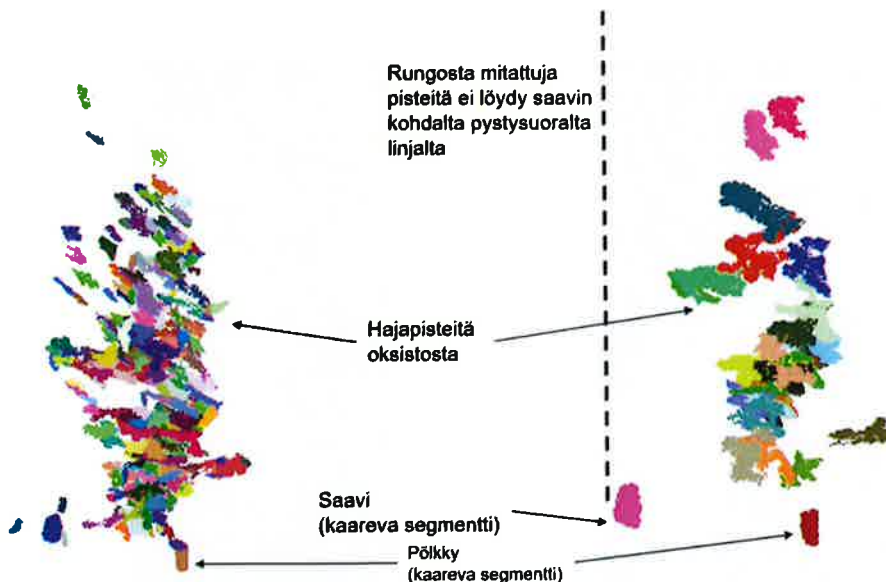 Rungosta mitattuja
pisteitä ei löydy saavin
kohdalta pystysuoralta
linjalta
Hajapisteitä
oksistosta
Saavi
(kaareva segmentti)
Pölkky
(kaareva segmentti)